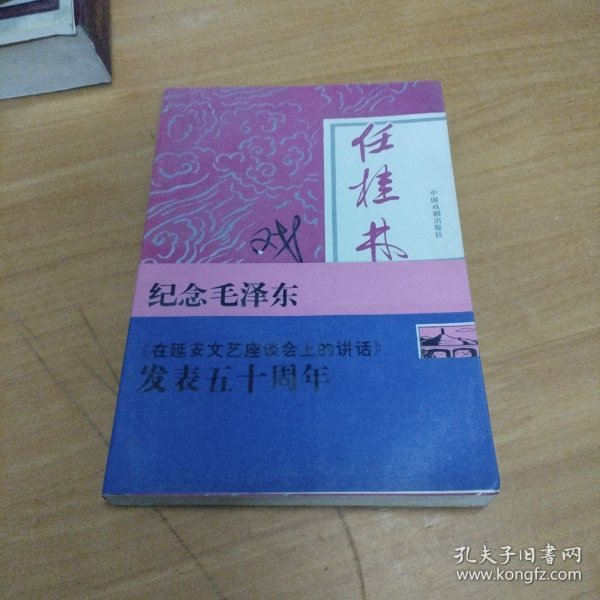 任桂林
戏
中国戏剧出版社
纪念毛泽东
《在延安文艺座谈会上的讲话》
发表五十周年
孔夫子旧书网
www.kongfz.com